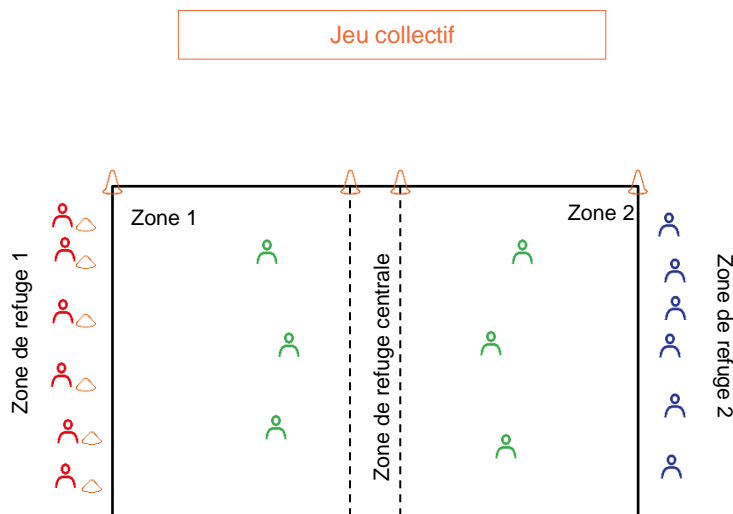 Jeu collectif
Zone 1
Zone 2
Zone de refuge 1
Zone de refuge centrale
Zone de refuge 2